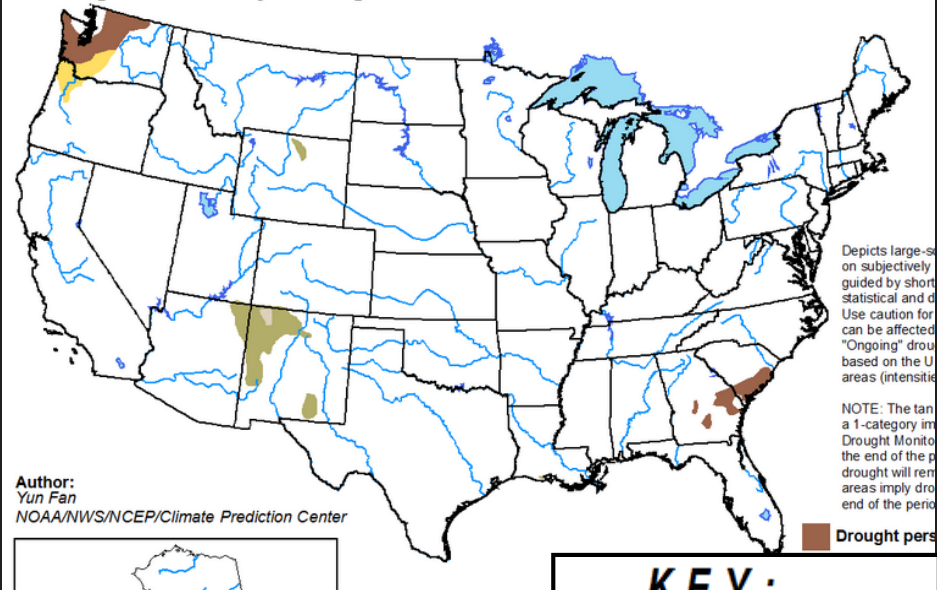 Depicts large-s
on subjectively
guided by short
statistical and d
Use caution for
can be affected
"Ongoing" drou
based on the U
areas (intensitie
NOTE: The tan
a 1-category im
Drought Monito
the end of the p
drought will rem
areas imply dro
end of the perio
Author:
Yun Fan
NOAA/NWS/NCEP/Climate Prediction Center
Drought pers
KEY: